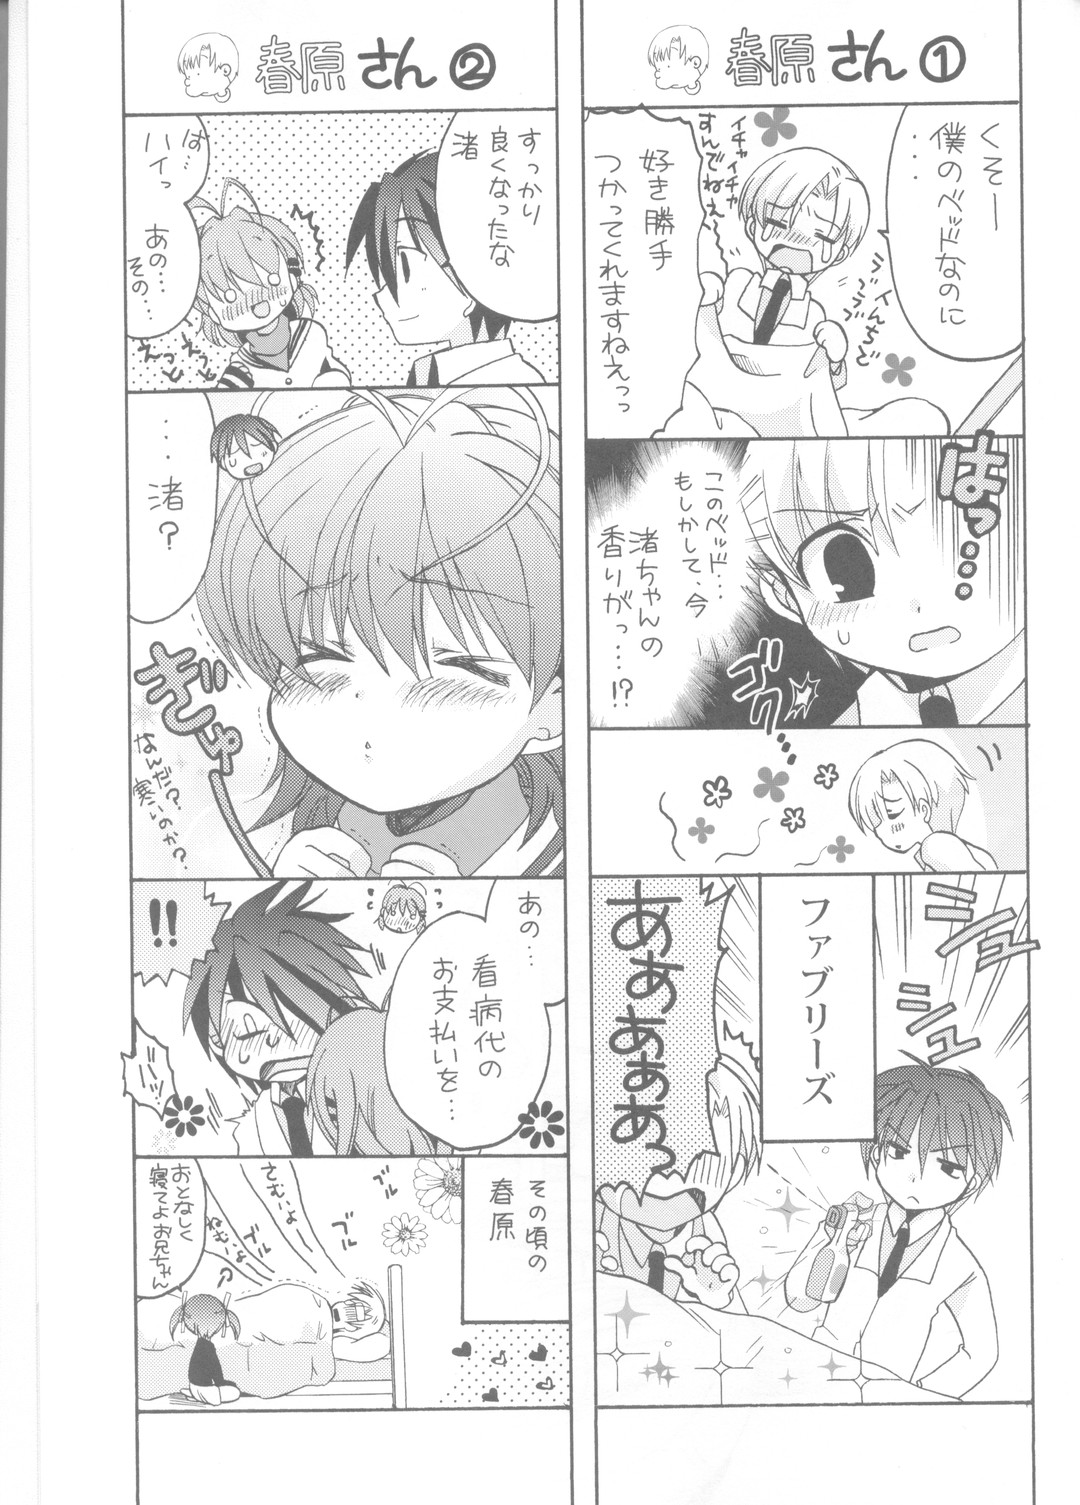 春原さん①
くそー
僕のベッドなのに
・・・
好き勝手
つかってくれますねえっ
イチャイチャ
すんでねえ〜
はっ…
このベッド…
もしかして、今
渚ちゃんの
香りがっ…!?
ゴクッ…
ファブリーズ
シュ
シュ
あああああっ
春原さん②
すっかり
良くなったな
渚
は…
ハイっ
あの…
その…
えっと
えっと
・・・
渚?
ぎゅ
なんだ?
寒いのか?
あの…
看病代の
お支払いを…
!!
バッ
その頃の
春原
さむいよー
ねむいよー
ブル
ブル
ブル
おとなしく
寝てよお兄ちゃん